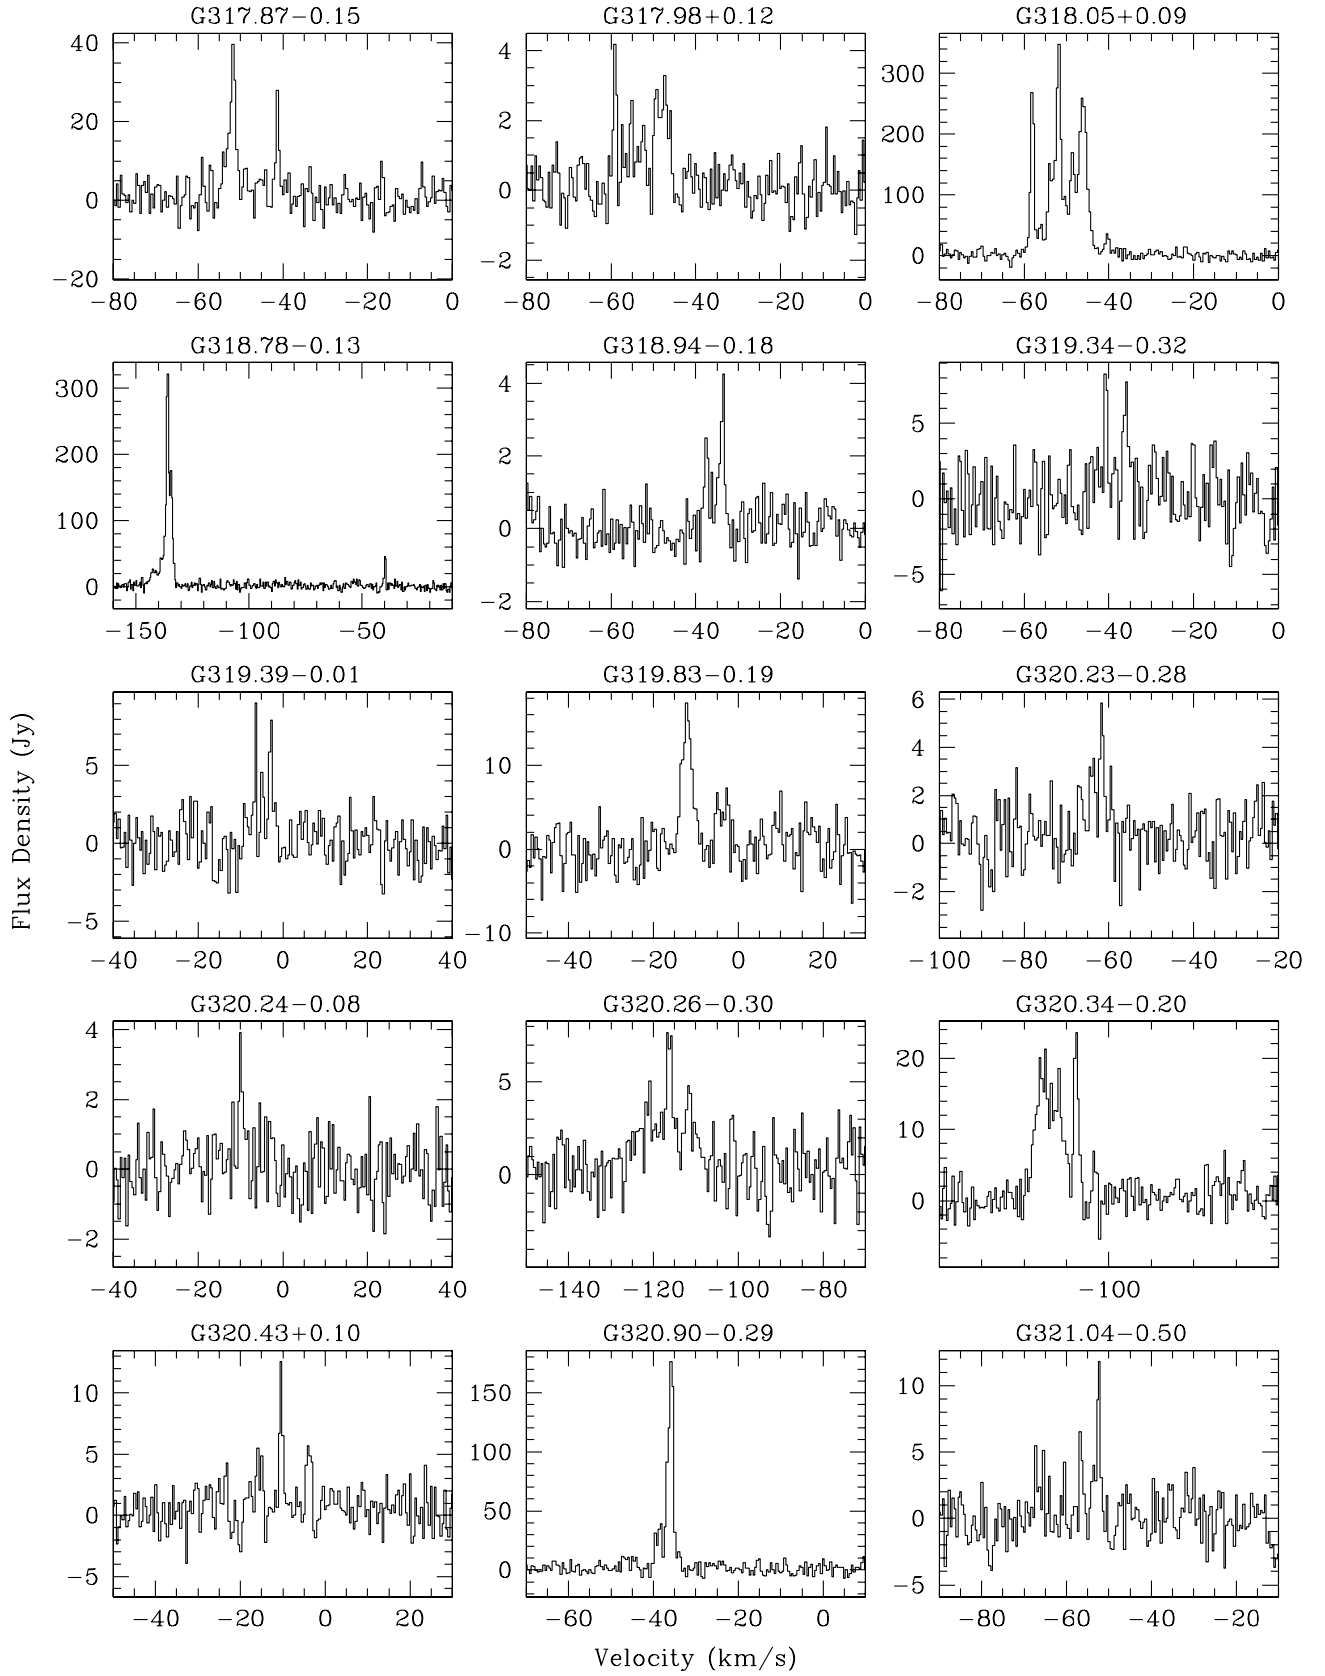 G317.87−0.15 G317.98+0.12 G318.05+0.09
40 20 0 −20
−80 −60 −40 −20 0
4 2 0 −2
−80 −60 −40 −20 0
300 200 100 0
−80 −60 −40 −20 0
G318.78−0.13 G318.94−0.18 G319.34−0.32
300 200 100 0
−150 −100 −50
4 2 0 −2
−80 −60 −40 −20 0
5 0 −5
−80 −60 −40 −20 0
G319.39−0.01 G319.83−0.19 G320.23−0.28
5 0 −5
−40 −20 0 20 40
10 0 −10
−40 −20 0 20
6 4 2 0 −2
−100 −80 −60 −40 −20
Flux Density (Jy)
G320.24−0.08 G320.26−0.30 G320.34−0.20
4 2 0 −2
−40 −20 0 20 40
5 0
−140 −120 −100 −80
20 10 0
−100
G320.43+0.10 G320.90−0.29 G321.04−0.50
10 5 0 −5
−40 −20 0 20
150 100 50 0
−60 −40 −20 0
10 5 0 −5
−80 −60 −40 −20
Velocity (km/s)